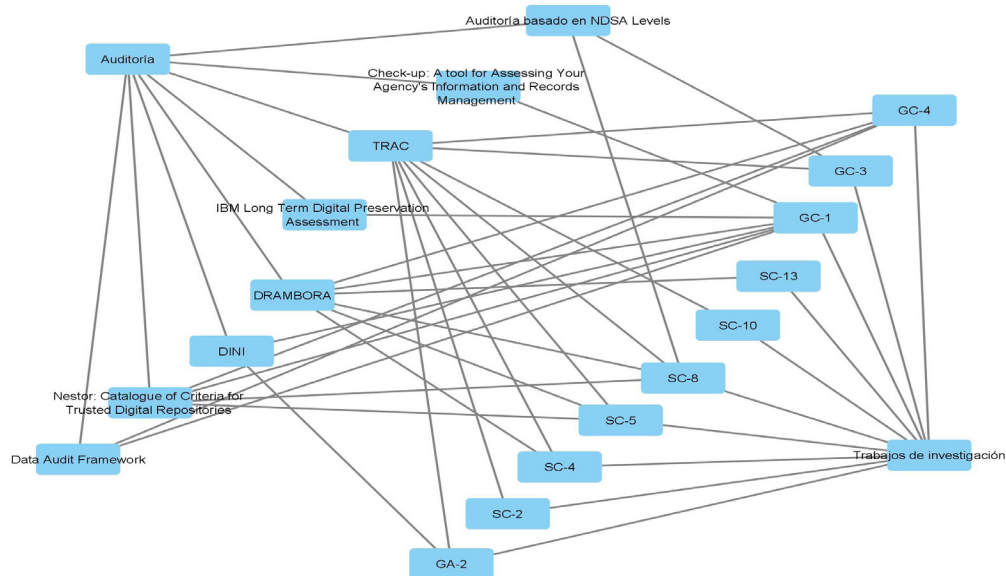 Auditoría basado en NDSA Levels
Auditoría
Check-up: A tool for Assessing Your
Agency's Information and Records
Management
GC-4
TRAC
GC-3
IBM Long Term Digital Preservation
Assessment
GC-1
SC-13
DRAMBORA
SC-10
DINI
SC-8
Nestor: Catalogue of Criteria for
Trusted Digital Repositories
SC-5
Data Audit Framework
Trabajos de investigación
SC-4
SC-2
GA-2